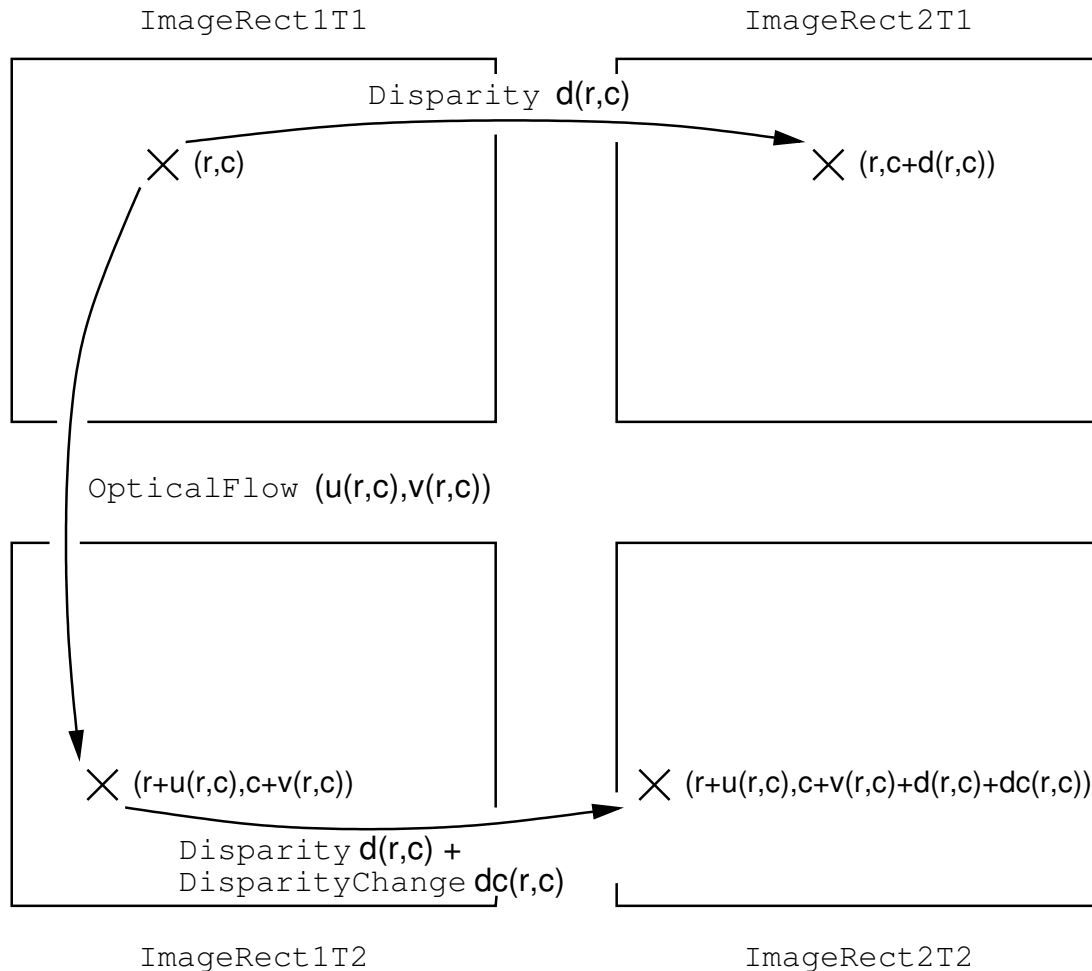 ImageRect1T1
ImageRect2T1
Disparity d(r,c)
(r,c)
(r,c+d(r,c))
OpticalFlow (u(r,c),v(r,c))
(r+u(r,c),c+v(r,c))
(r+u(r,c),c+v(r,c)+d(r,c)+dc(r,c))
Disparity d(r,c) +
DisparityChange dc(r,c)
ImageRect1T2
ImageRect2T2